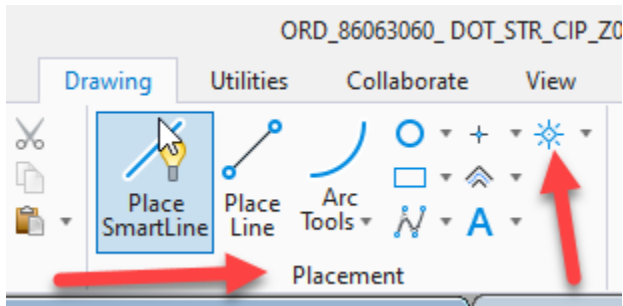 ORD_86063060_ DOT_STR_CIP_Z0
Drawing Utilities Collaborate View
Place SmartLine
Place Line
Arc Tools
A
Placement